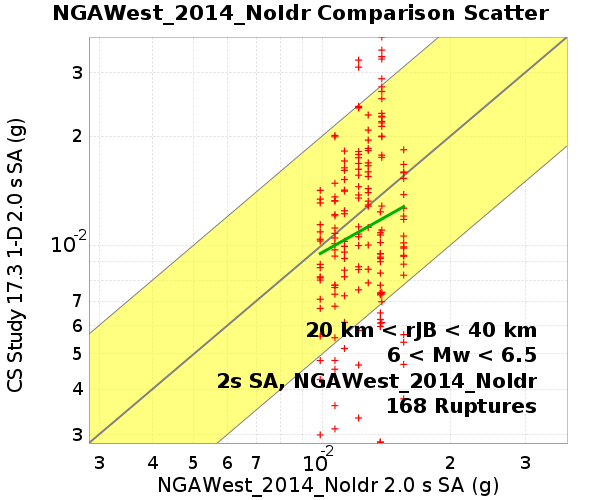 NGAWest_2014_NoIdr Comparison Scatter
CS Study 17.3 1-D 2.0 s SA (g)
3
2
10-2
7
6
5
4
3
20 km < rJB < 40 km
6 < Mw < 6.5
2s SA, NGAWest_2014_NoIdr
168 Ruptures
3 4 5 6 7 10-2 2 3
NGAWest_2014_NoIdr 2.0 s SA (g)